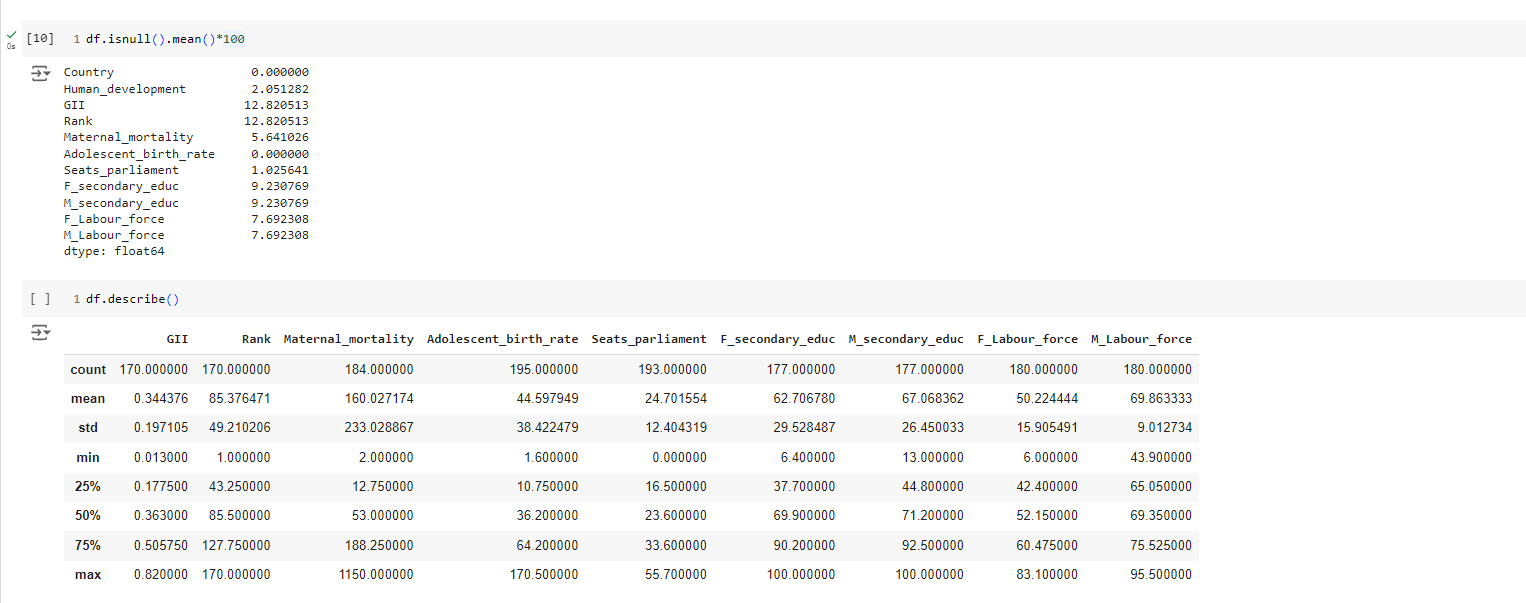 [10] 1 df.isnull().mean()*100
0s
Country 0.000000
Human_development 2.051282
GII 12.820513
Rank 12.820513
Maternal_mortality 5.641026
Adolescent_birth_rate 0.000000
Seats_parliament 1.025641
F_secondary_educ 9.230769
M_secondary_educ 9.230769
F_Labour_force 7.692308
M_Labour_force 7.692308
dtype: float64
[ ] 1 df.describe()
GII Rank Maternal_mortality Adolescent_birth_rate Seats_parliament F_secondary_educ M_secondary_educ F_Labour_force M_Labour_force
count 170.000000 170.000000 184.000000 195.000000 193.000000 177.000000 177.000000 180.000000 180.000000
mean 0.344376 85.376471 160.027174 44.597949 24.701554 62.706780 67.068362 50.224444 69.863333
std 0.197105 49.210206 233.028867 38.422479 12.404319 29.528487 26.450033 15.905491 9.012734
min 0.013000 1.000000 2.000000 1.600000 0.000000 6.400000 13.000000 6.000000 43.900000
25% 0.177500 43.250000 12.750000 10.750000 16.500000 37.700000 44.800000 42.400000 65.050000
50% 0.363000 85.500000 53.000000 36.200000 23.600000 69.900000 71.200000 52.150000 69.350000
75% 0.505750 127.750000 188.250000 64.200000 33.600000 90.200000 92.500000 60.475000 75.525000
max 0.820000 170.000000 1150.000000 170.500000 55.700000 100.000000 100.000000 83.100000 95.500000